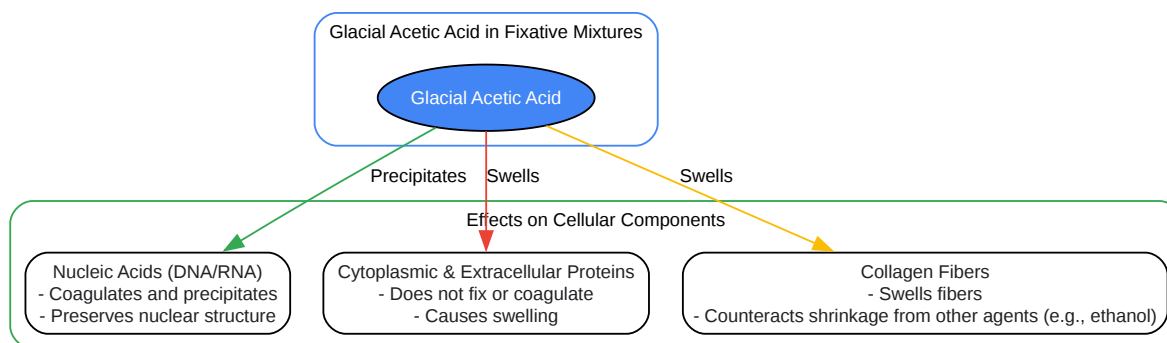 Glacial Acetic Acid in Fixative Mixtures
Glacial Acetic Acid
Precipitates
Swells
Swells
Effects on Cellular Components
Nucleic Acids (DNA/RNA)
- Coagulates and precipitates
- Preserves nuclear structure
Cytoplasmic & Extracellular Proteins
- Does not fix or coagulate
- Causes swelling
Collagen Fibers
- Swells fibers
- Counteracts shrinkage from other agents (e.g., ethanol)